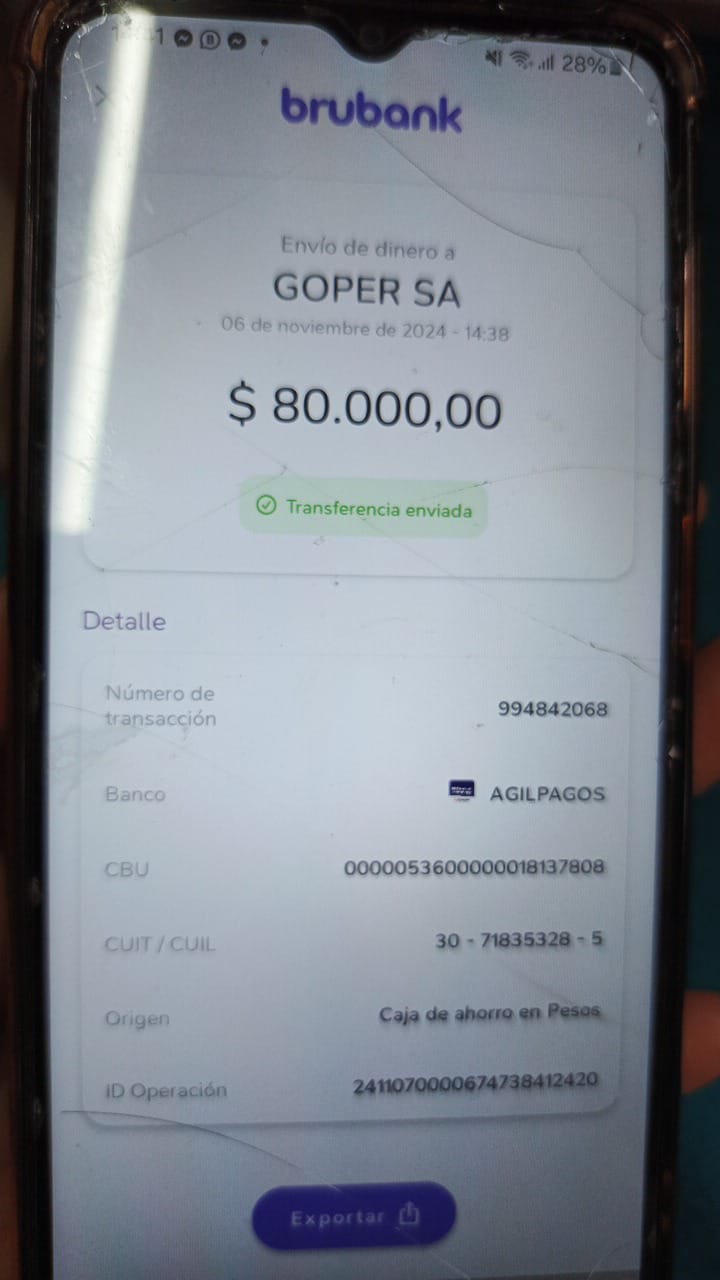 28%
brubank
Envío de dinero a
GOPER SA
06 de noviembre de 2024 - 14:38
$ 80.000,00
Transferencia enviada
Detalle
Número de
transacción
994842068
Banco
AGILPAGOS
CBU
0000053600000018137808
CUIT / CUIL
30 - 71835328 - 5
Origen
Caja de ahorro en Pesos
ID Operación
2411070000674738412420
Exportar